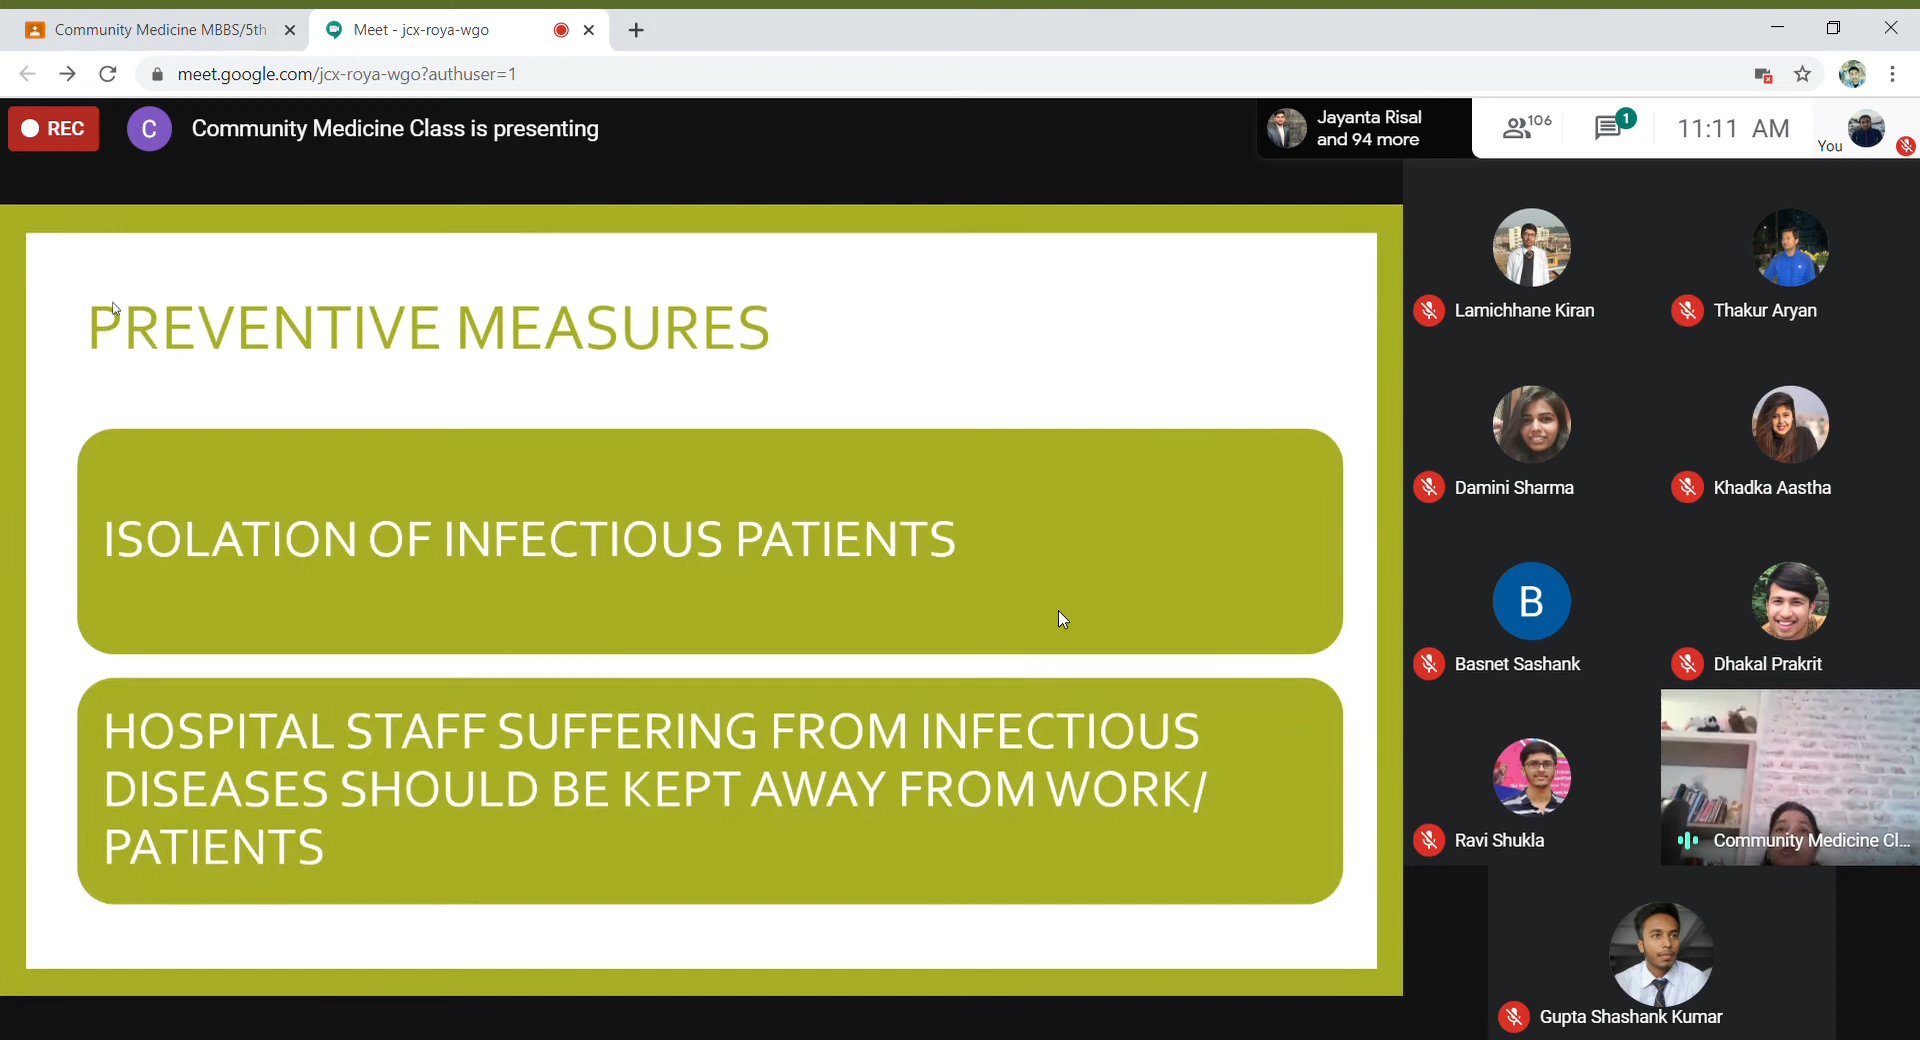 Community Medicine MBBS/5th
Meet - jcx-roya-wgo
meet.google.com/jcx-roya-wgo?authuser=1
REC
C
Community Medicine Class is presenting
Jayanta Risal
and 94 more
106
1
11:11 AM
You
PREVENTIVE MEASURES
ISOLATION OF INFECTIOUS PATIENTS
HOSPITAL STAFF SUFFERING FROM INFECTIOUS
DISEASES SHOULD BE KEPT AWAY FROM WORK/
PATIENTS
Lamichhane Kiran
Thakur Aryan
Damini Sharma
Khadka Aastha
B
Basnet Sashank
Dhakal Prakrit
Ravi Shukla
Community Medicine Cl...
Gupta Shashank Kumar